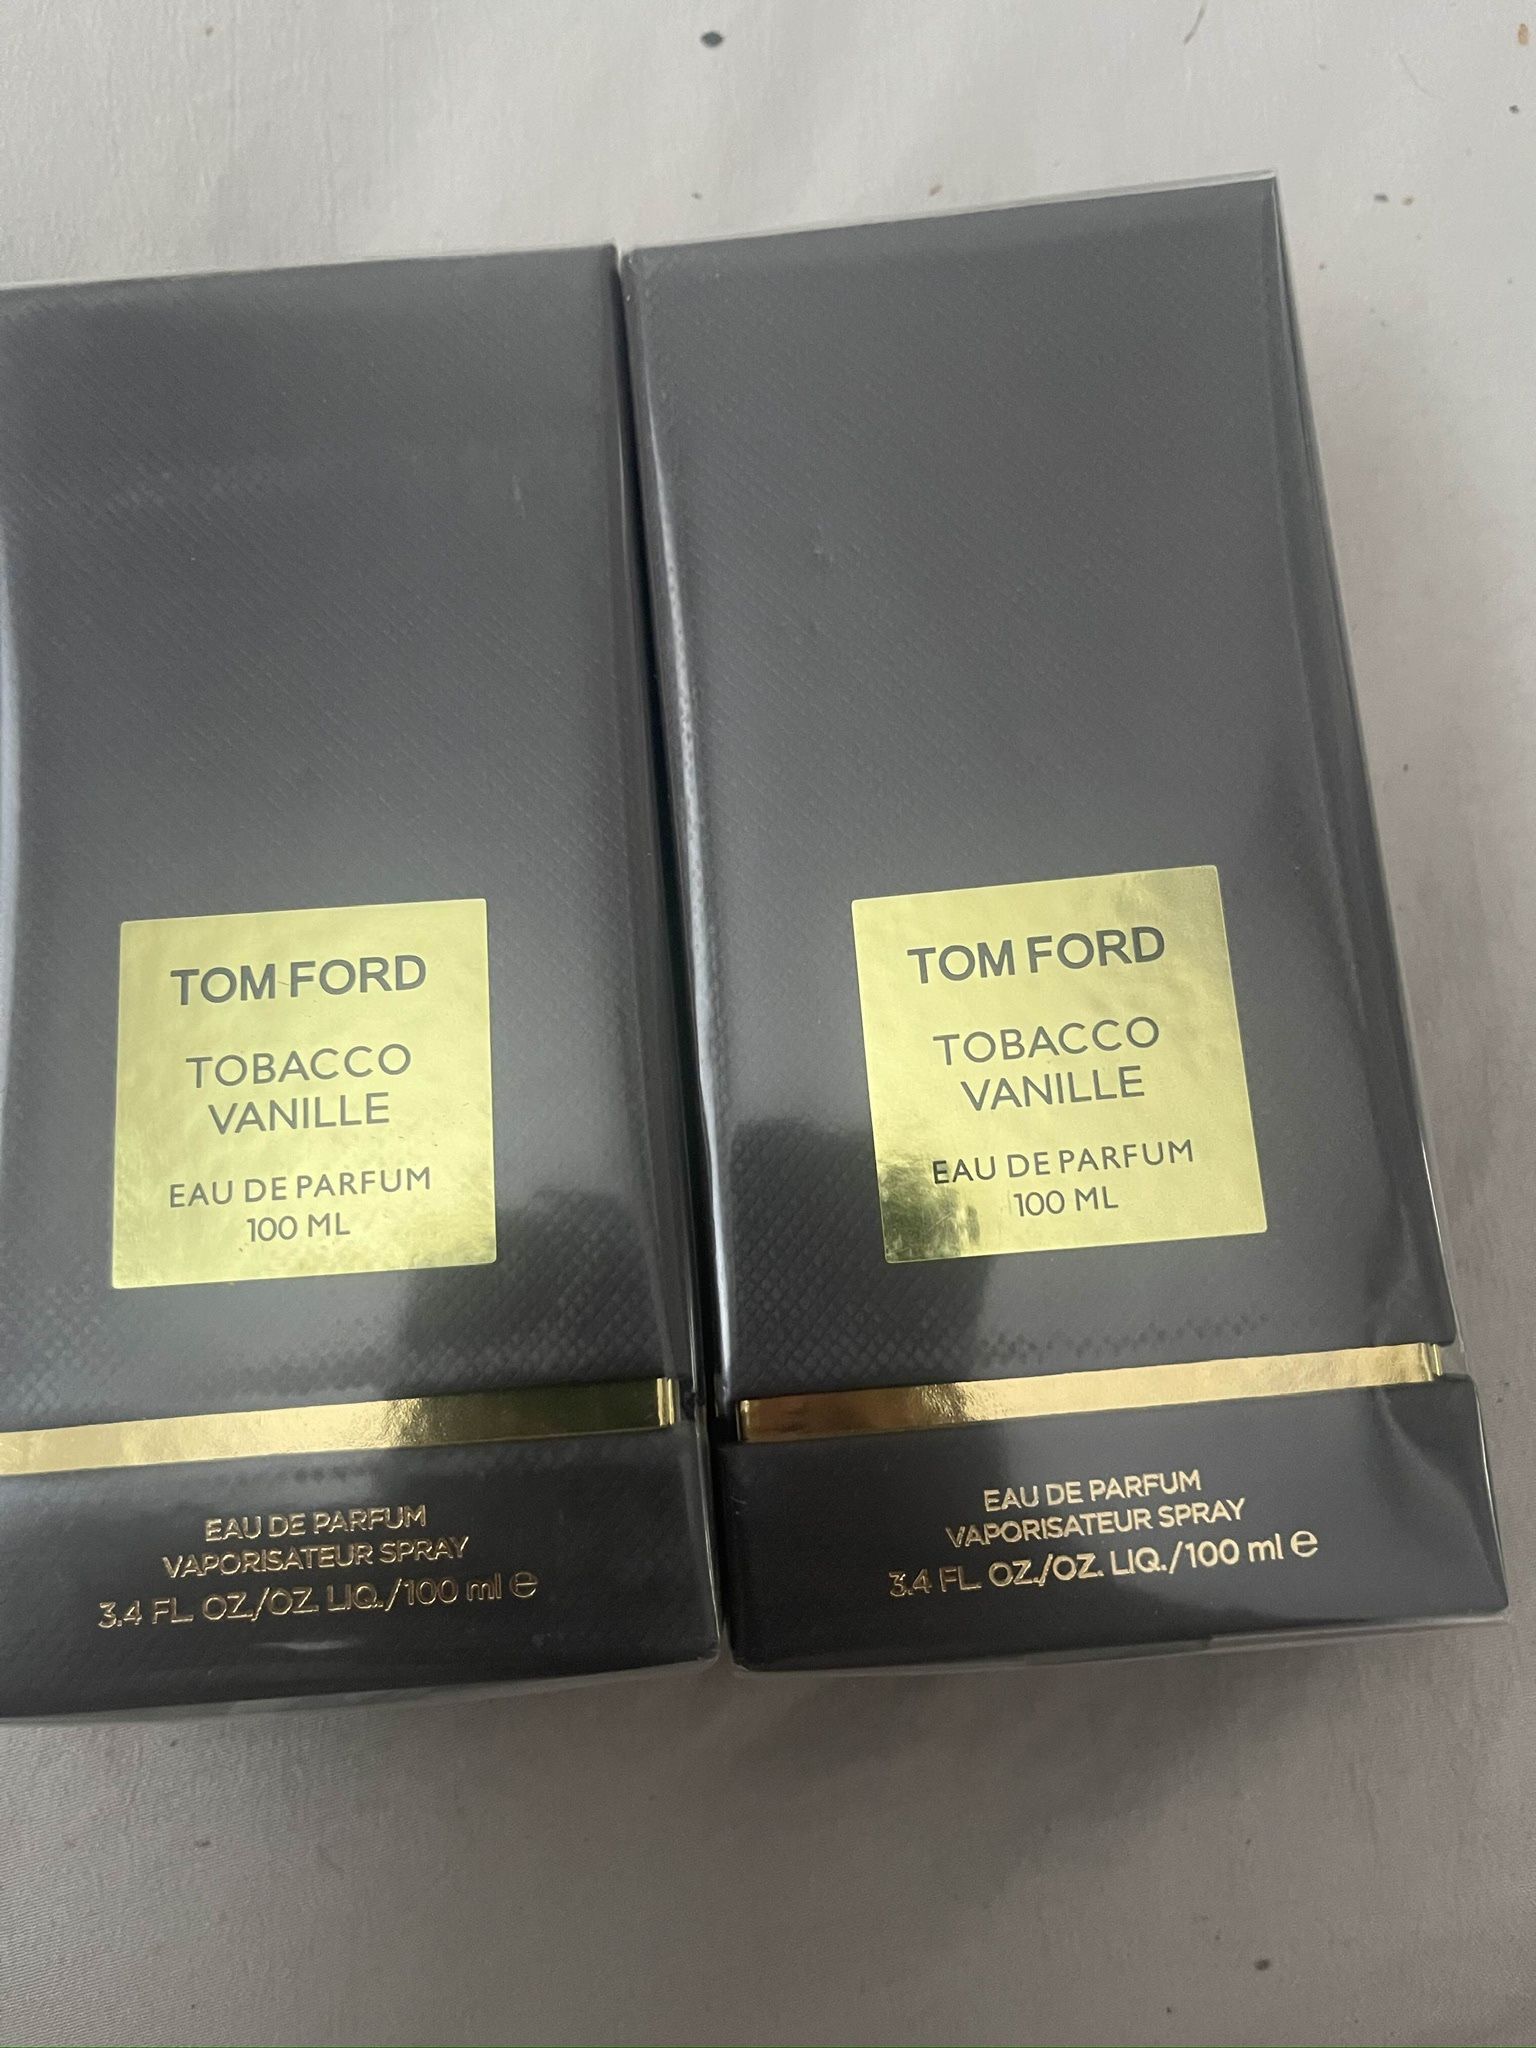 TOM FORD
TOBACCO
VANILLE
EAU DE PARFUM
100 ML
EAU DE PARFUM
VAPORISATEUR SPRAY
3.4 FL. OZ./OZ. LIQ./100 ml ℮
TOM FORD
TOBACCO
VANILLE
EAU DE PARFUM
100 ML
EAU DE PARFUM
VAPORISATEUR SPRAY
3.4 FL. OZ./OZ. LIQ./100 ml ℮